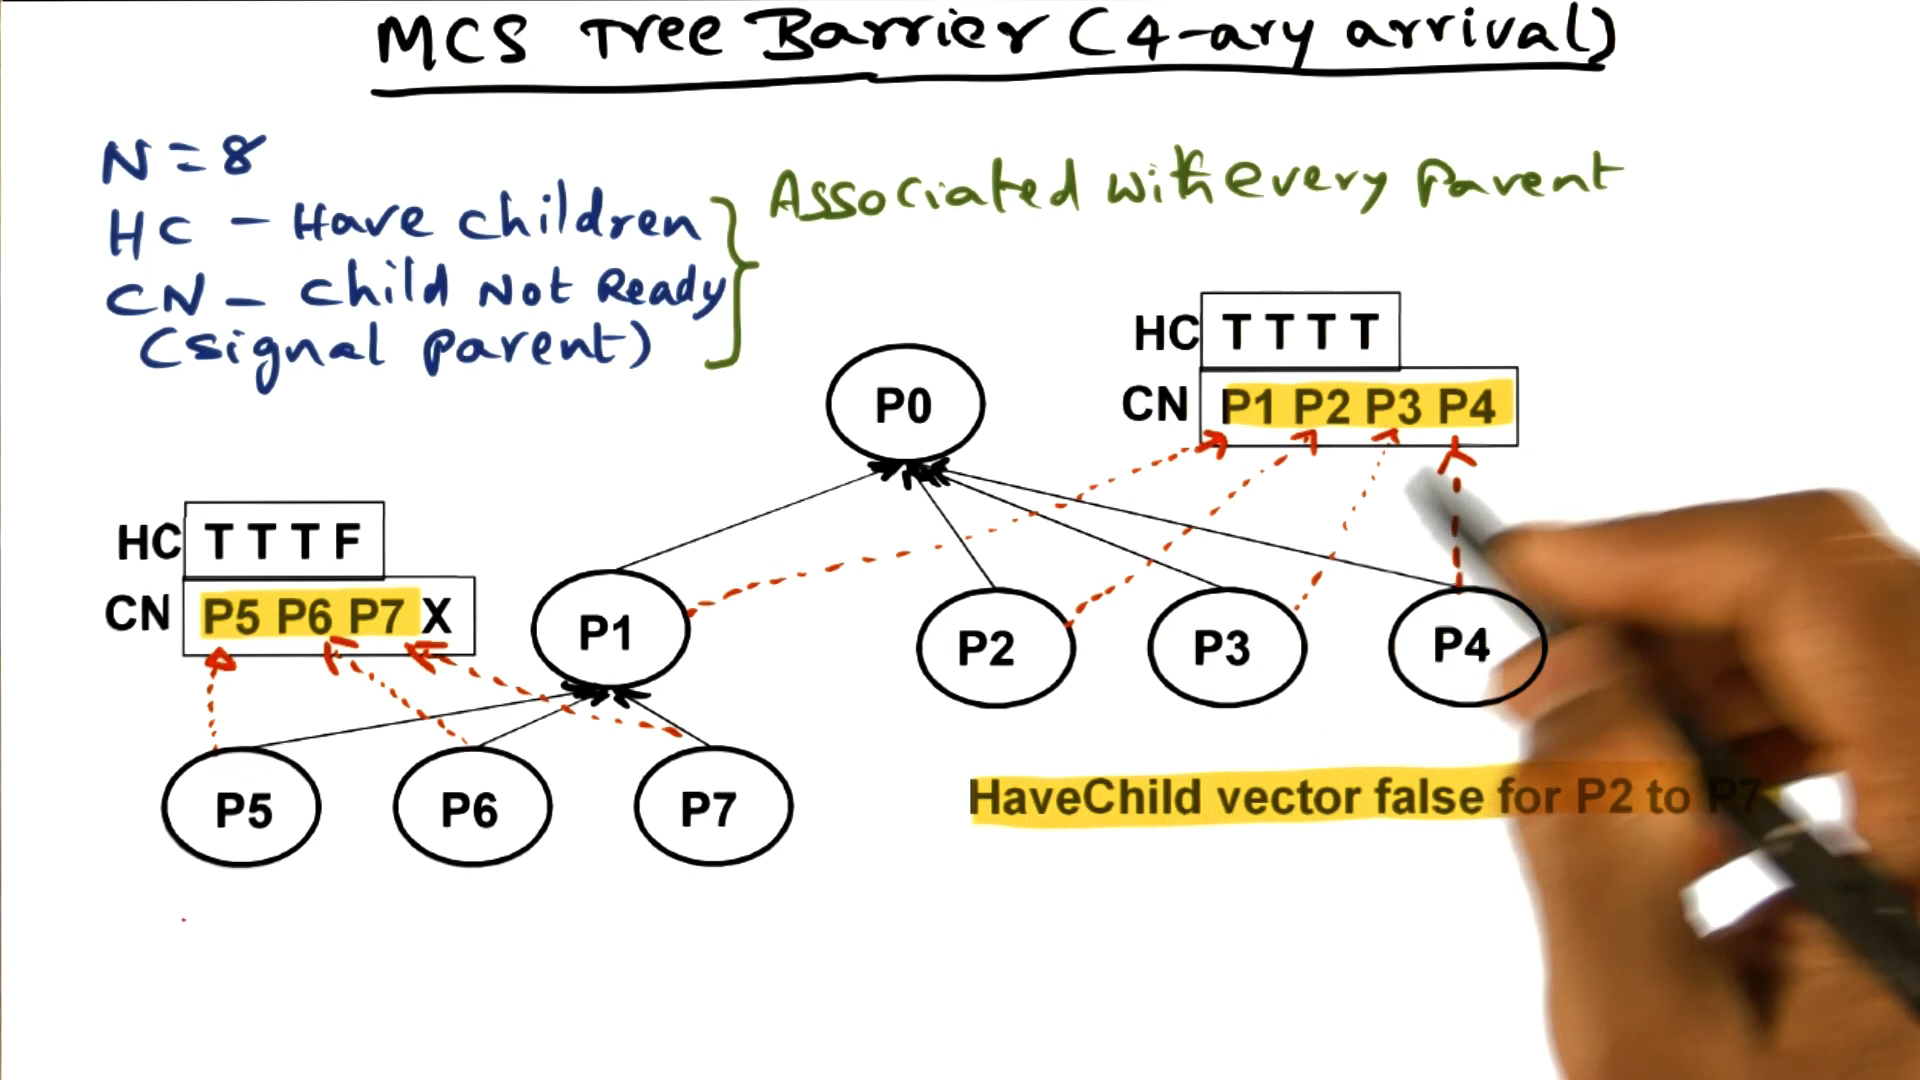 MCS Tree Barrier (4-ary arrival)
N = 8
HC - Have children
CN - Child Not Ready
(signal parent)
Associated with every Parent
HC T T T T
CN P1 P2 P3 P4
P0
HC T T T F
CN P5 P6 P7 X
P1
P2
P3
P4
P5
P6
P7
HaveChild vector false for P2 to P7